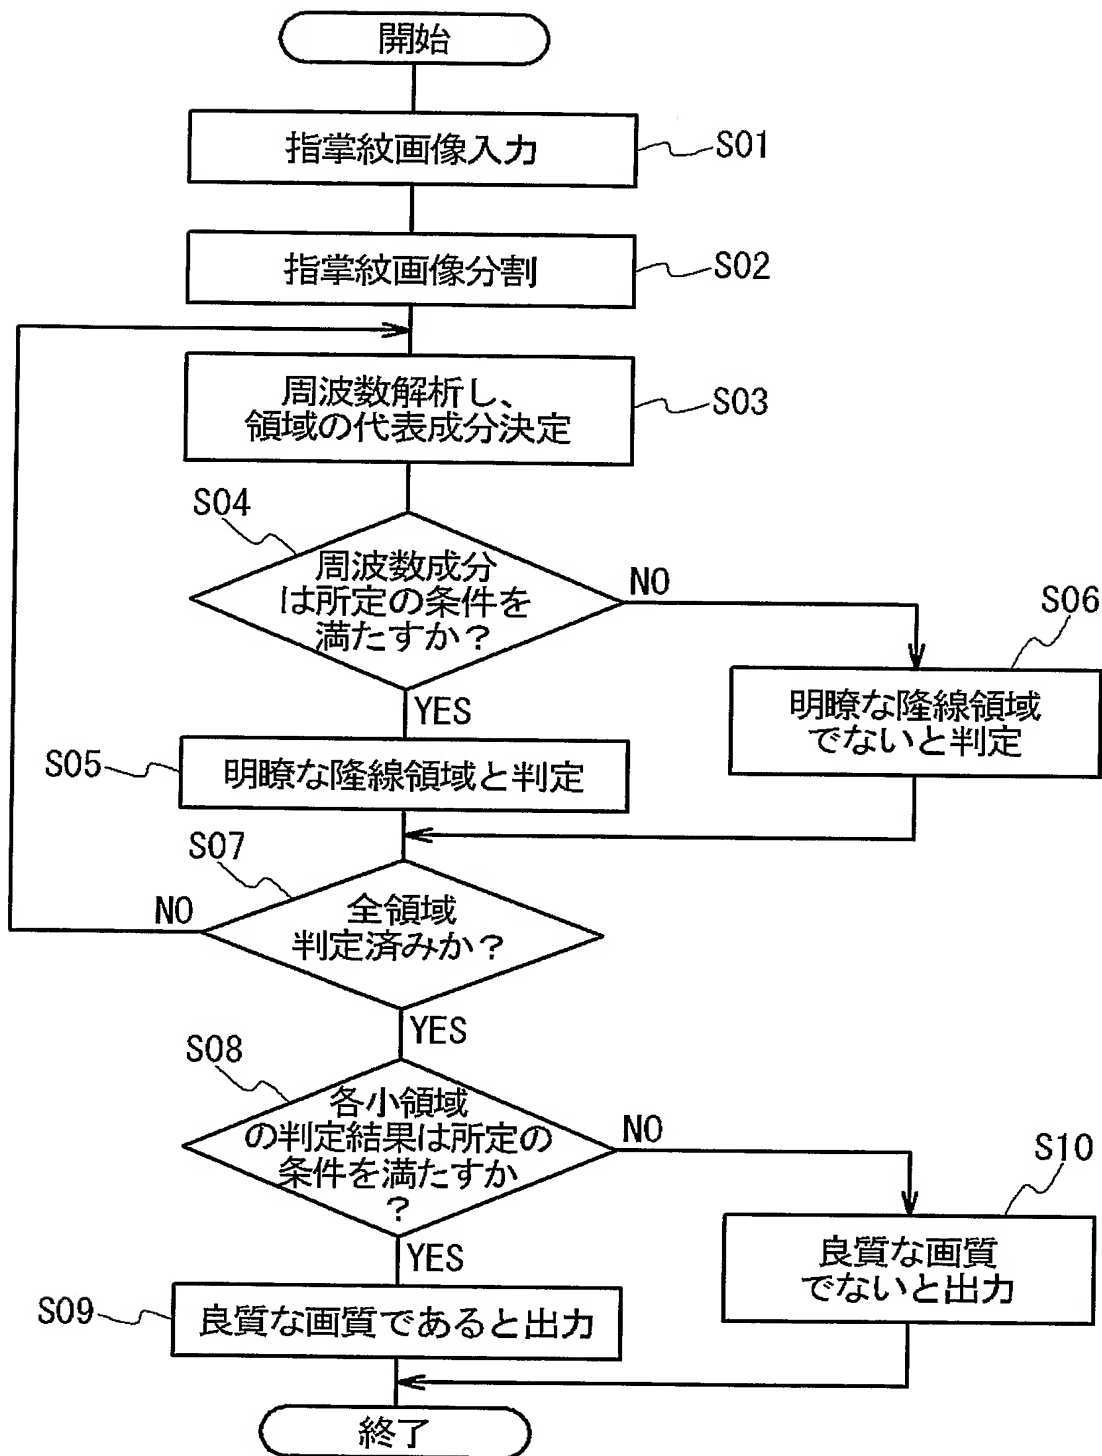 開始
指掌紋画像入力
S01
指掌紋画像分割
S02
周波数解析し、
領域の代表成分決定
S03
S04
周波数成分
は所定の条件を
満たすか？
NO
YES
S06
明瞭な隆線領域
でないと判定
S05
明瞭な隆線領域と判定
S07
全領域
判定済みか？
NO
YES
S08
各小領域
の判定結果は所定の
条件を満たすか
？
NO
YES
S10
良質な画質
でないと出力
S09
良質な画質であると出力
終了